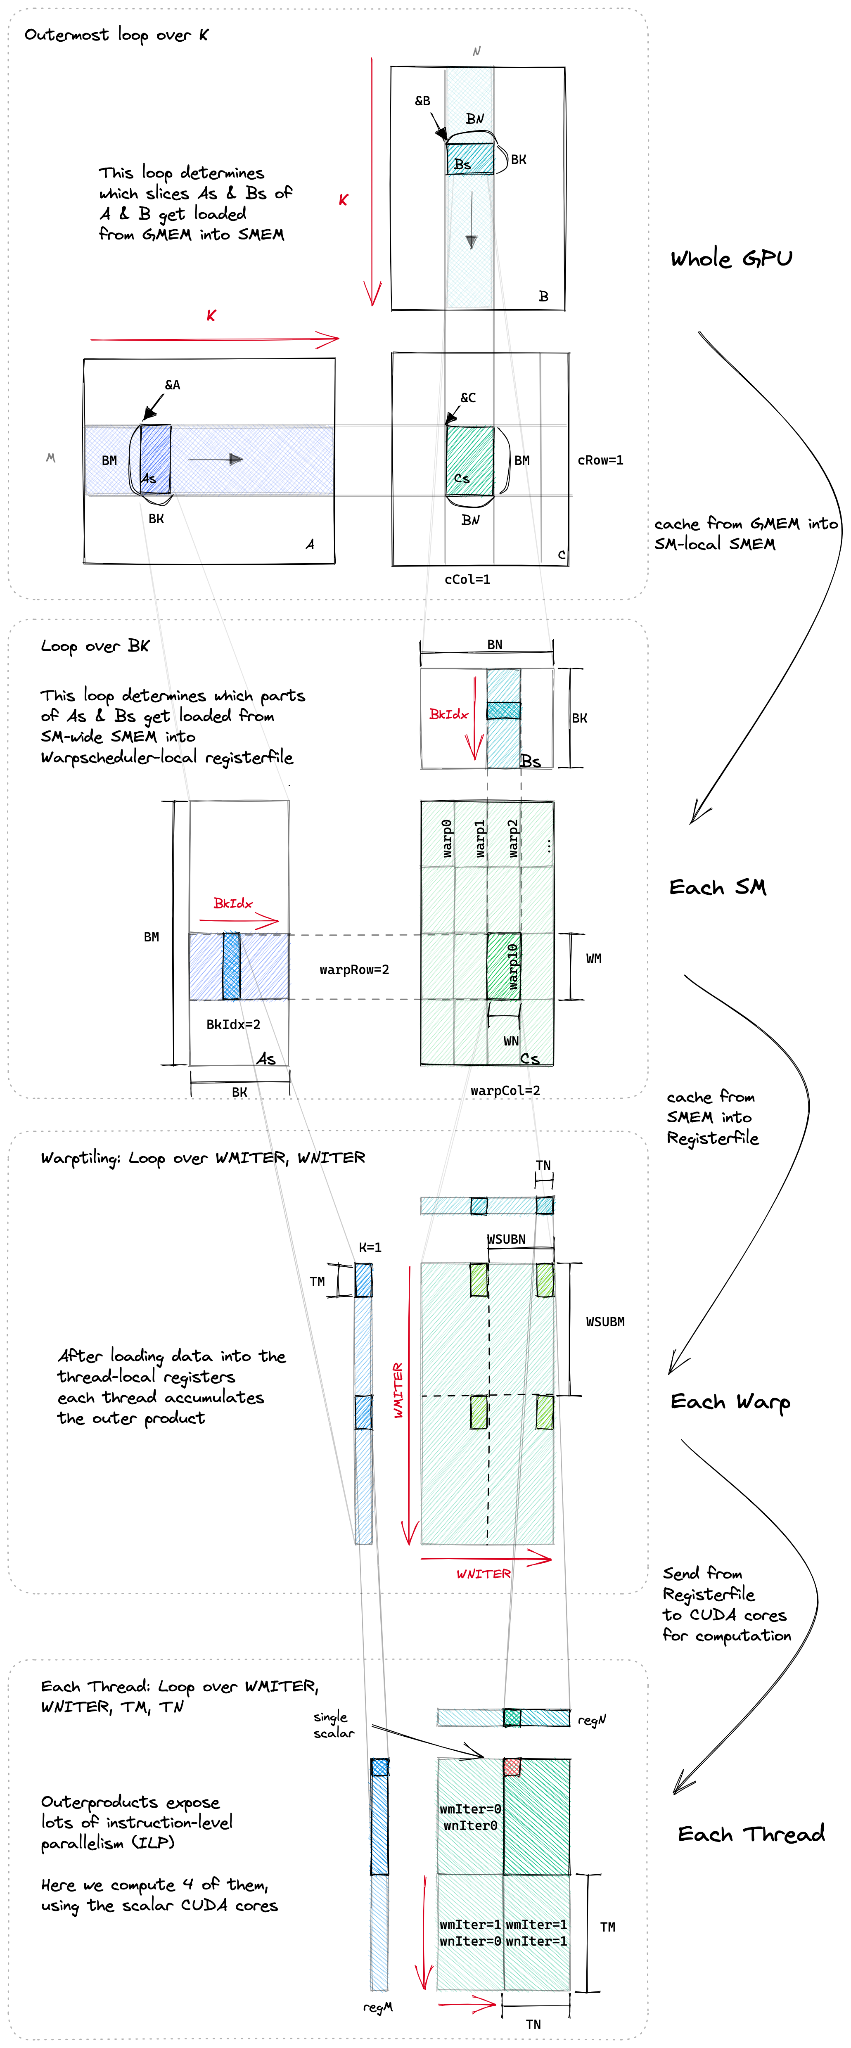 Outermost loop over K
N
&B
BN
Bs
BK
This loop determines
which slices As & Bs of
A & B get loaded
from GMEM into SMEM
K
B
Whole GPU
K
&A
&C
M
BM
As
BK
A
Cs
BM
BN
cRow=1
C
cCol=1
cache from GMEM into
SM-local SMEM
Loop over BK
BN
This loop determines which parts
of As & Bs get loaded from
SM-wide SMEM into
Warpscheduler-local registerfile
BkIdx
BK
Bs
warp0
warp1
warp2
...
Each SM
BkIdx
BM
warpRow=2
warp10
WM
BkIdx=2
As
WN
Cs
BK
warpCol=2
cache from
SMEM into
Registerfile
Warptiling: Loop over WMITER, WNITER
TN
K=1
WSUBN
TM
WSUBM
After loading data into the
thread-local registers
each thread accumulates
the outer product
WMITER
Each Warp
WNITER
Send from
Registerfile
to CUDA cores
for computation
Each Thread: Loop over WMITER,
WNITER, TM, TN
single
scalar
regN
Outerproducts expose
lots of instruction-level
parallelism (ILP)
wmIter=0
wnIter0
Each Thread
Here we compute 4 of them,
using the scalar CUDA cores
wmIter=1
wnIter=0
wmIter=1
wnIter=1
TM
regM
TN